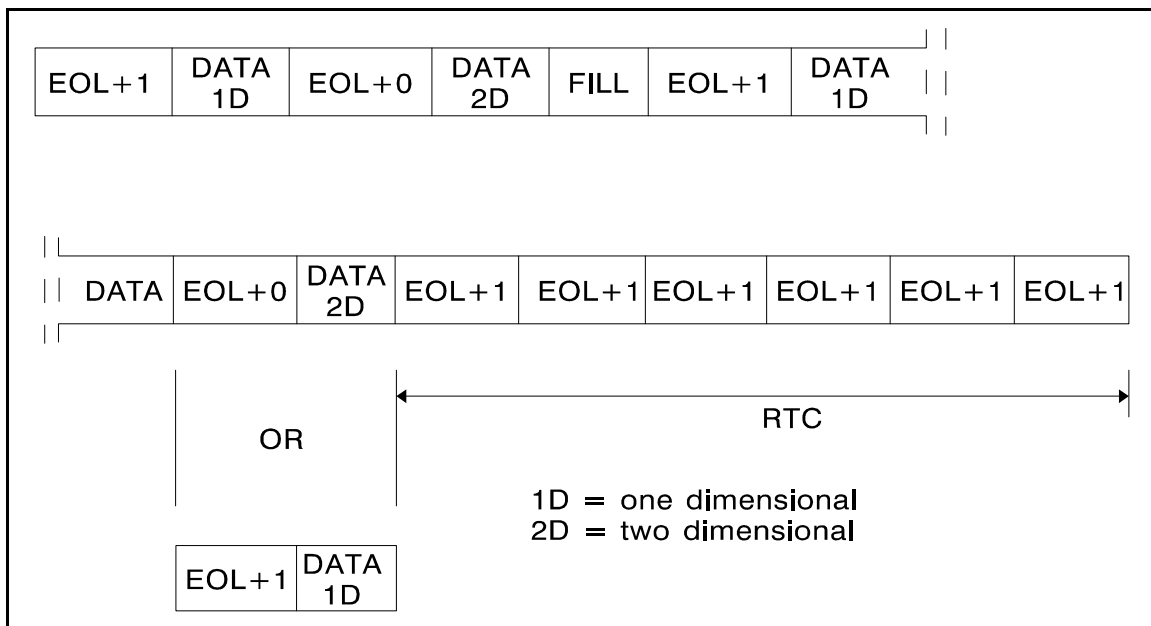 EOL+1 DATA 1D EOL+0 DATA 2D FILL EOL+1 DATA 1D
DATA EOL+0 DATA 2D EOL+1 EOL+1 EOL+1 EOL+1 EOL+1 EOL+1
OR
RTC
1D = one dimensional
2D = two dimensional
EOL+1 DATA 1D